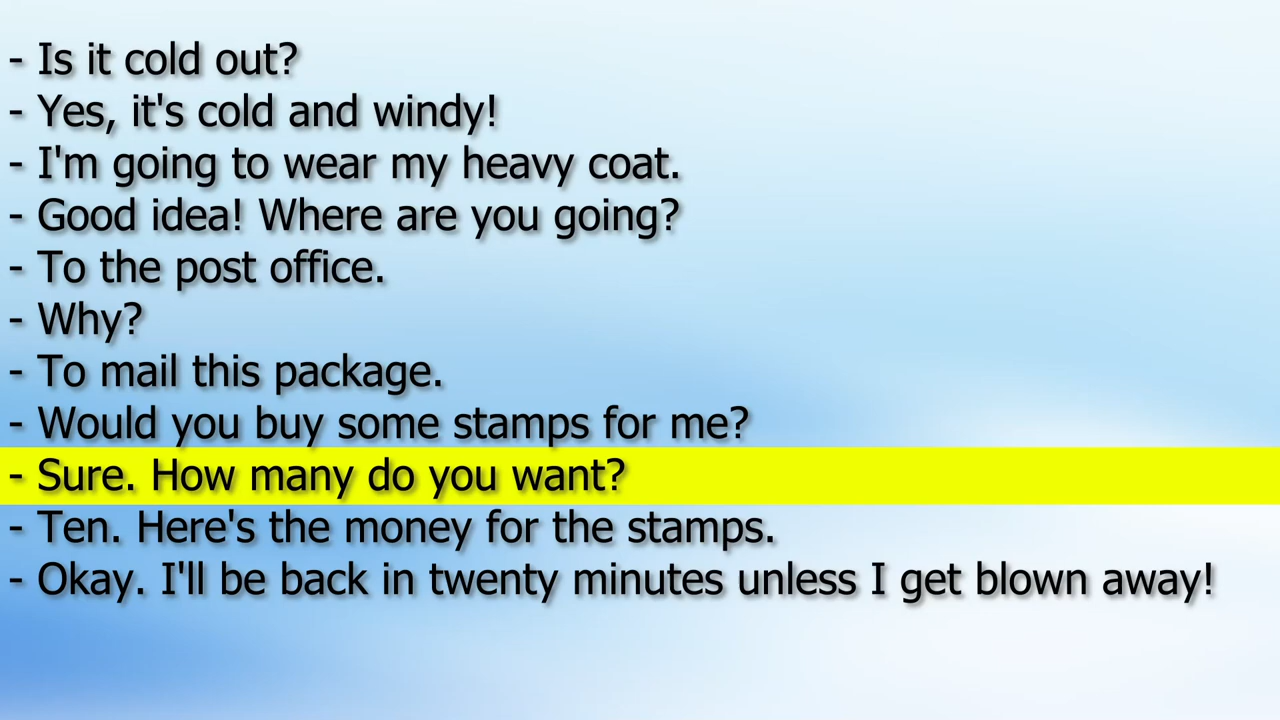 - Is it cold out?
- Yes, it's cold and windy!
- I'm going to wear my heavy coat.
- Good idea! Where are you going?
- To the post office.
- Why?
- To mail this package.
- Would you buy some stamps for me?
- Sure. How many do you want?
- Ten. Here's the money for the stamps.
- Okay. I'll be back in twenty minutes unless I get blown away!